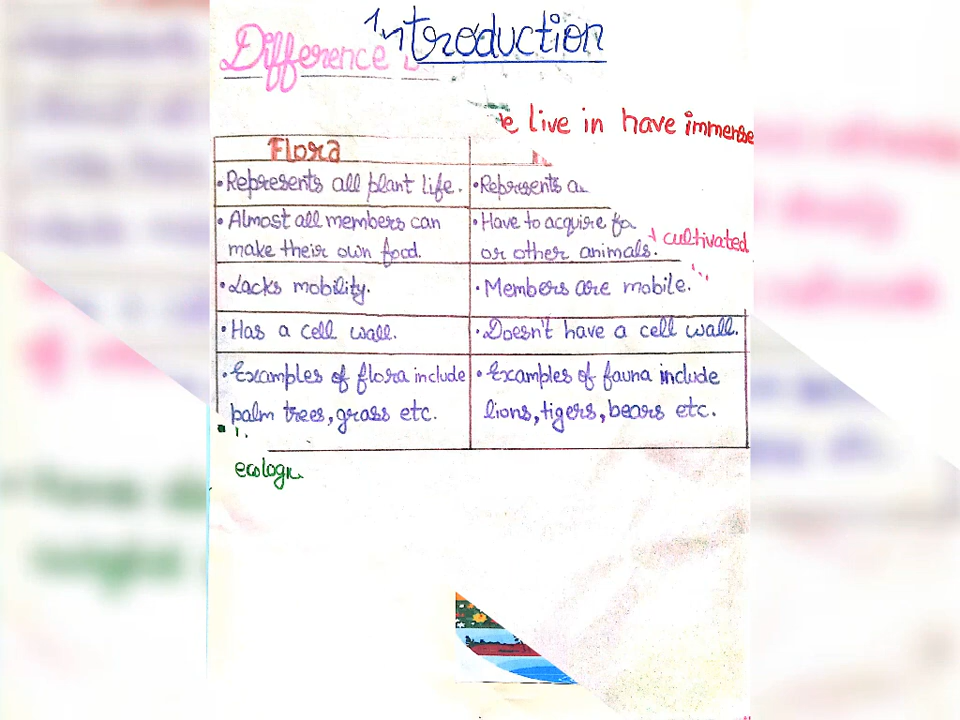 Introduction
Difference
live in have immense
Flora
• Represents all plant life.
• Represents
• Almost all members can
make their own food.
• Have to acquire
or other animals.
cultivated
• Lacks mobility.
• Members are mobile.
• Has a cell wall.
• Doesn't have a cell wall.
• Examples of flora include
palm trees, grass etc.
• Examples of fauna include
lions, tigers, bears etc.